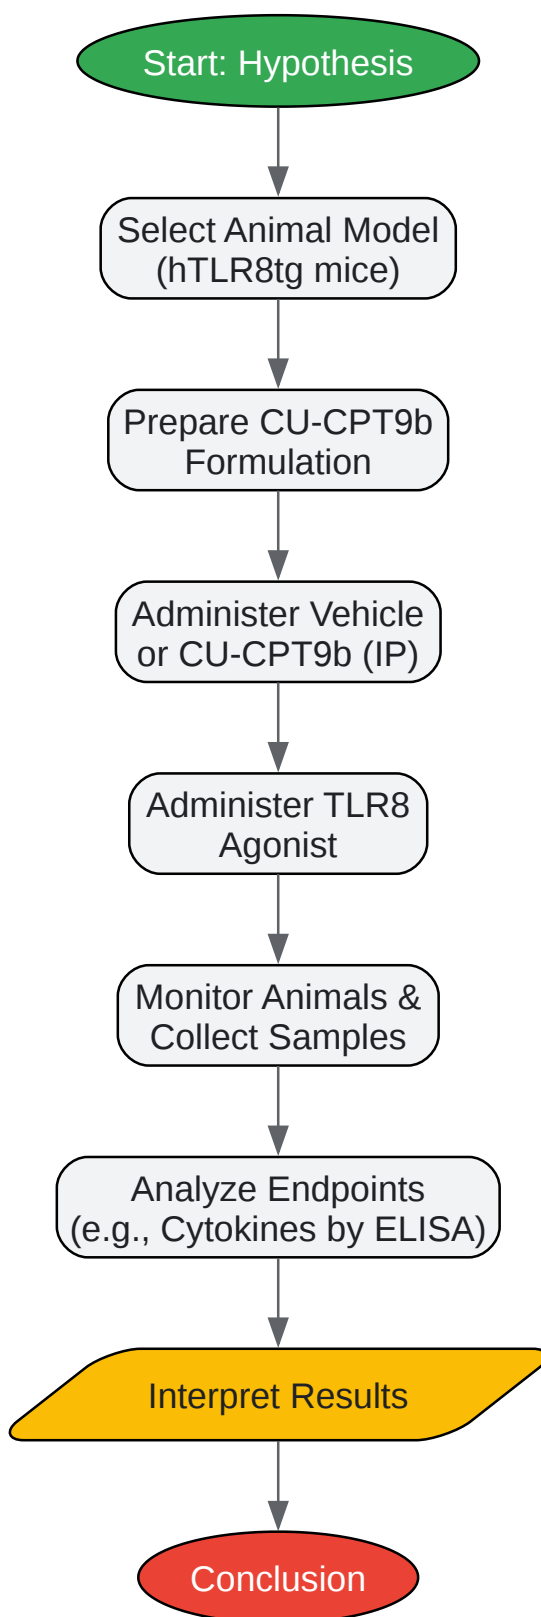 Start: Hypothesis
Select Animal Model
(hTLR8tg mice)
Prepare CU-CPT9b
Formulation
Administer Vehicle
or CU-CPT9b (IP)
Administer TLR8
Agonist
Monitor Animals &
Collect Samples
Analyze Endpoints
(e.g., Cytokines by ELISA)
Interpret Results
Conclusion